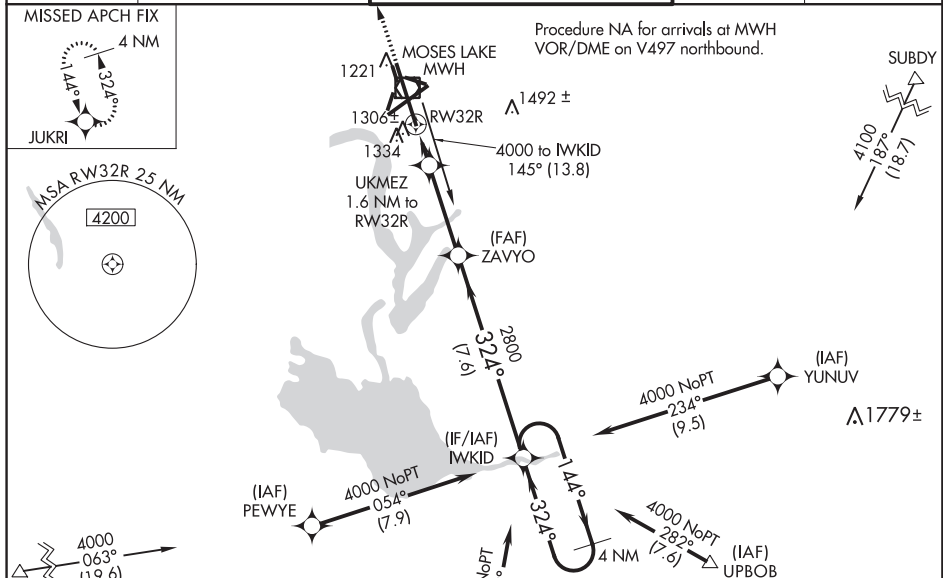 MISSED APCH FIX
4 NM
144°
324°
JUKRI
MSA RW32R 25 NM
4200
Procedure NA for arrivals at MWH
VOR/DME on V497 northbound.
MOSES LAKE
MWH
1221
1306±
1334
RW32R
1492 ±
4000 to IWKID
145° (13.8)
UKMEZ
1.6 NM to
RW32R
SUBDY
4100
187°
(18.7)
(FAF)
ZAVYO
2800
324°
(7.6)
(IAF)
YUNUV
4000 NoPT
234°
(9.5)
1779±
(IF/IAF)
IWKID
(IAF)
PEWYE
4000 NoPT
054°
(7.9)
144°
324°
4 NM
4000 NoPT
282°
(7.6)
(IAF)
UPBOB
4000
063°
(19.6)
NoPT